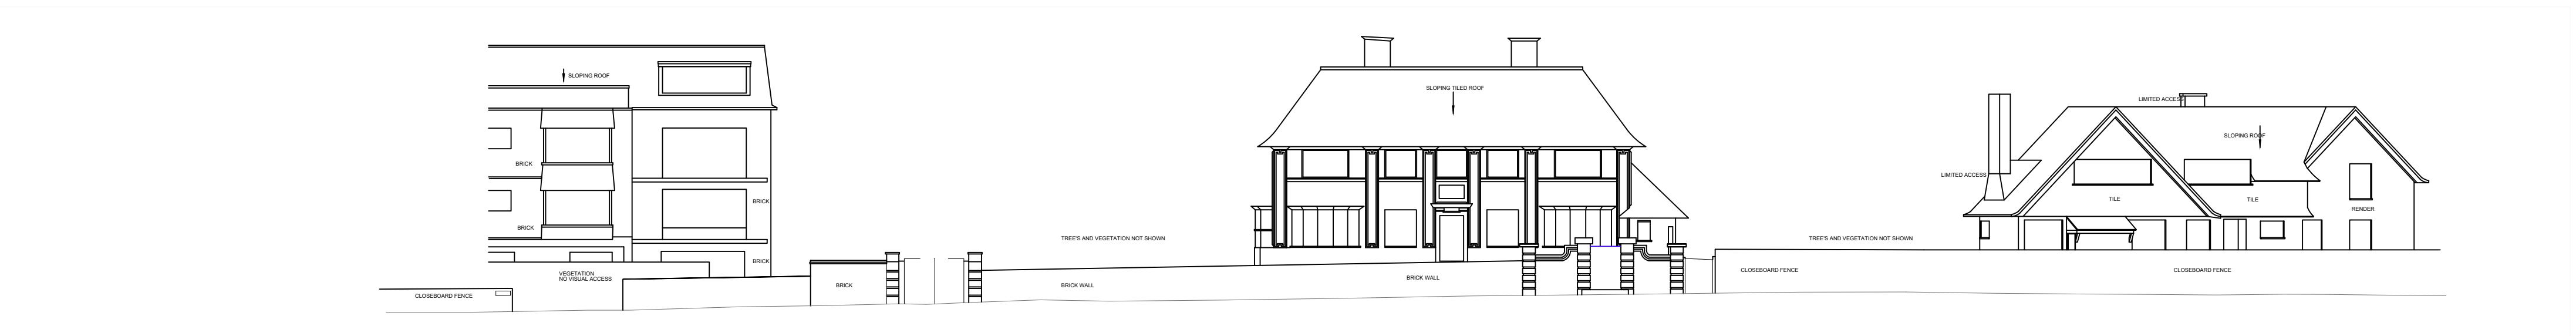 SLOPING ROOF
BRICK
BRICK
BRICK
BRICK
VEGETATION
NO VISUAL ACCESS
CLOSEBOARD FENCE
BRICK
BRICK WALL
TREE'S AND VEGETATION NOT SHOWN
SLOPING TILED ROOF
BRICK WALL
CLOSEBOARD FENCE
TREE'S AND VEGETATION NOT SHOWN
LIMITED ACCESS
LIMITED ACCESS
SLOPING ROOF
TILE
TILE
RENDER
CLOSEBOARD FENCE